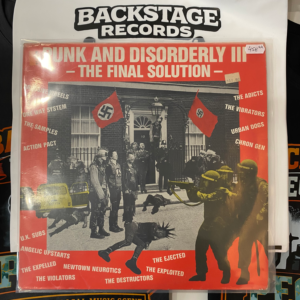 BACKSTAGE
RECORDS
PUNK AND DISORDERLY III
- THE FINAL SOLUTION -
THE ADICTS
THE VIBRATORS
URBAN DOGS
CHRON GEN
THE SAMPLES
ACTION PACT
U.K. SUBS
ANGELIC UPSTARTS
THE EXPELLED
NEWTOWN NEUROTICS
THE VIOLATORS
THE DESTRUCTORS
THE EJECTED
THE EXPLOITED